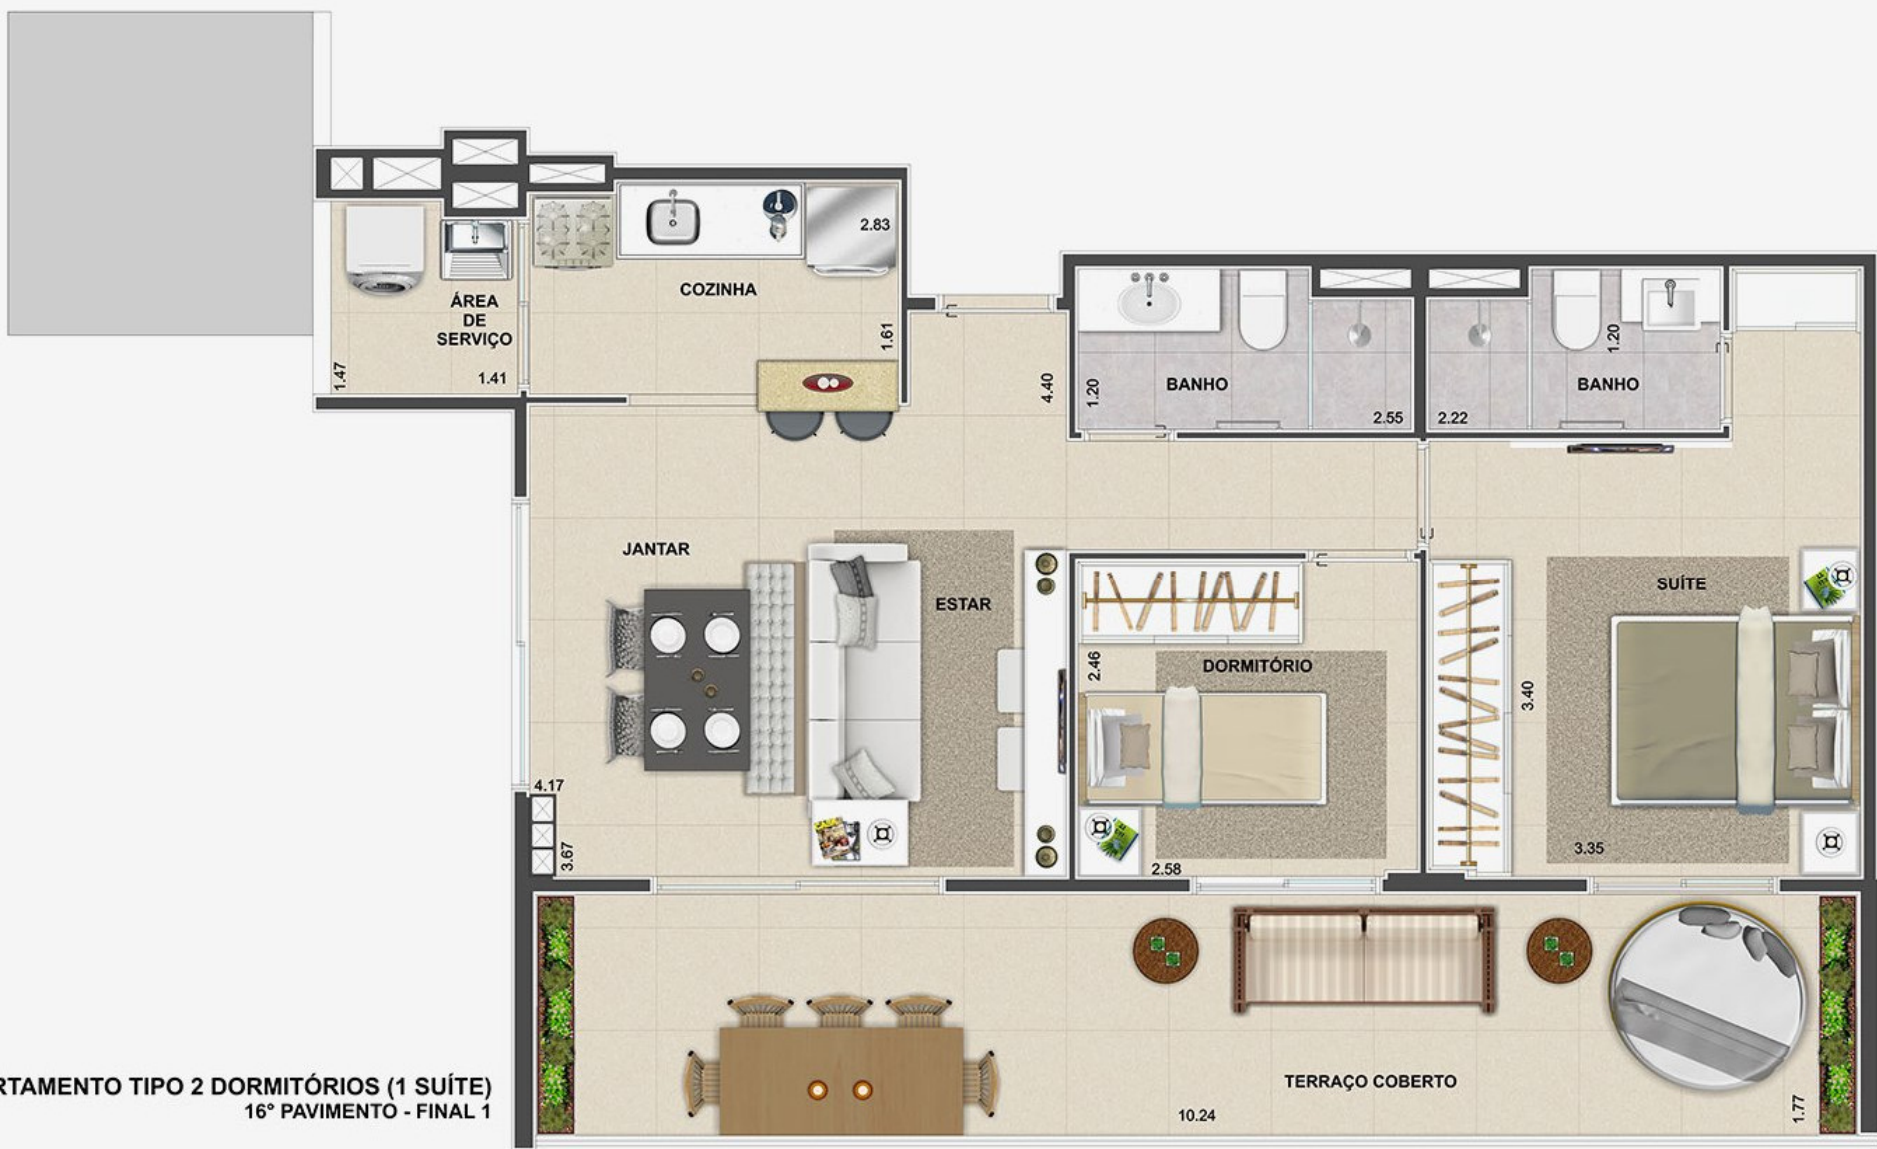 2.83
COZINHA
ÁREA
DE
SERVIÇO
1.61
1.47
1.41
4.40
1.20
BANHO
2.55
2.22
1.20
BANHO
JANTAR
ESTAR
SUÍTE
2.46
DORMITÓRIO
3.40
4.17
3.67
2.58
3.35
TERRAÇO COBERTO
10.24
1.77
RTAMENTO TIPO 2 DORMITÓRIOS (1 SUÍTE)
16° PAVIMENTO - FINAL 1